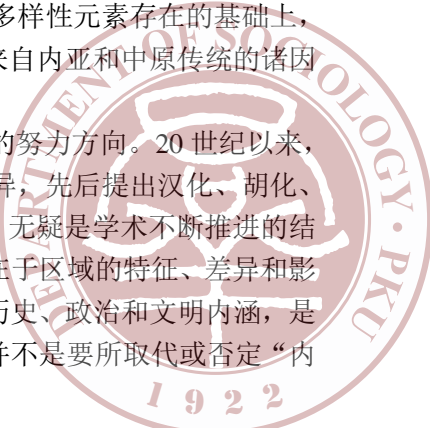 多样性元素存在的基础上，
来自内亚和中原传统的诸因
的努力方向。20 世纪以来，
异，先后提出汉化、胡化、
无疑是学术不断推进的结
在于区域的特征、差异和影
历史、政治和文明内涵，是
并不是要所取代或否定“内
DEPARTMENT OF SOCIOLOGY · PKU
1922